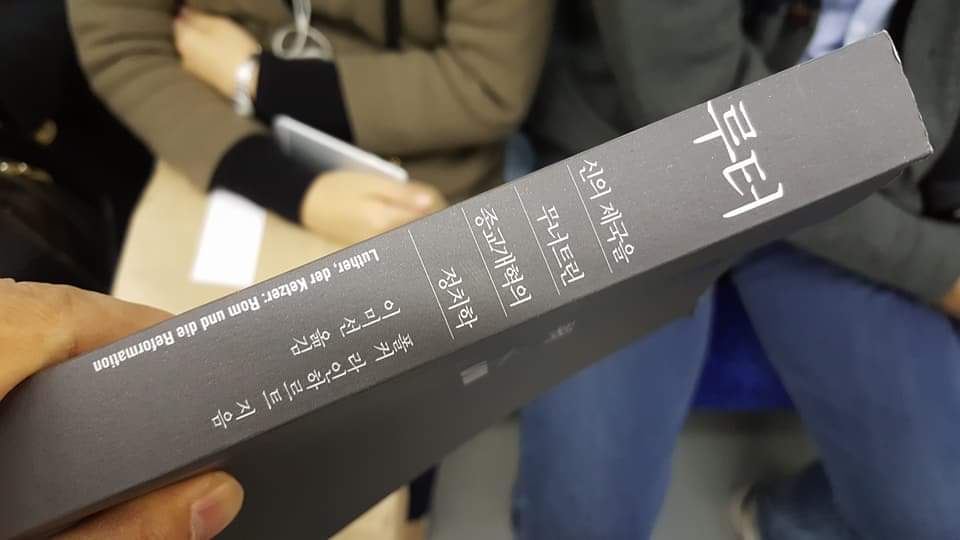 루터
신의 제국을
무너트린
종교개혁의
정치학
Luther, der Ketzer: Rom und die Reformation
폴커 라인하르트 지음
이미선 옮김